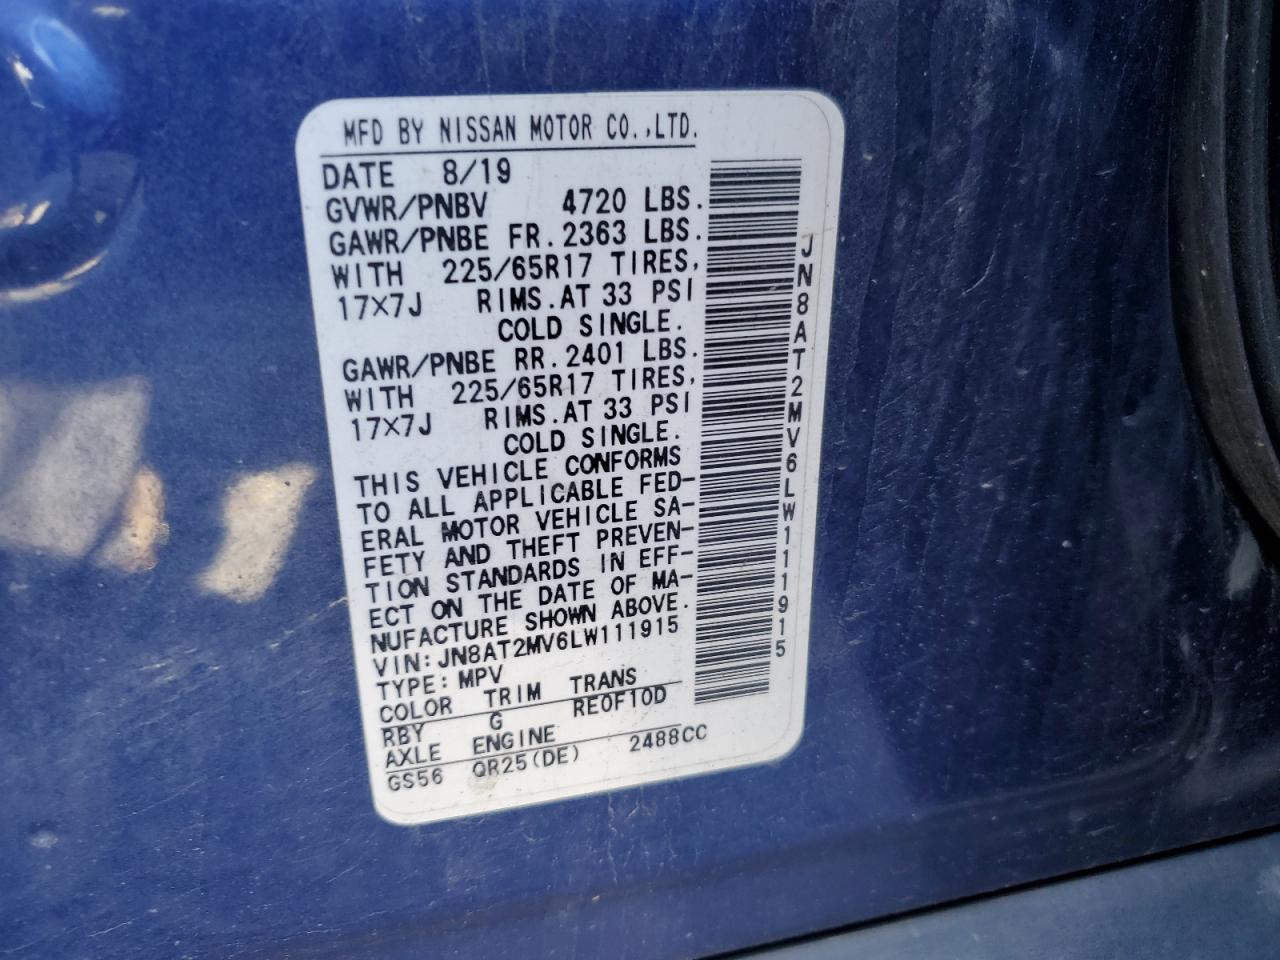 MFD BY NISSAN MOTOR CO.,LTD.
DATE 8/19
GVWR/PNBV 4720 LBS.
GAWR/PNBE FR.2363 LBS.
WITH 225/65R17 TIRES,
17×7J RIMS.AT 33 PSI
COLD SINGLE.
GAWR/PNBE RR.2401 LBS.
WITH 225/65R17 TIRES,
17×7J RIMS.AT 33 PSI
COLD SINGLE.
THIS VEHICLE CONFORMS
TO ALL APPLICABLE FED-
ERAL MOTOR VEHICLE SA-
FETY AND THEFT PREVEN-
TION STANDARDS IN EFF-
ECT ON THE DATE OF MA-
NUFACTURE SHOWN ABOVE.
VIN:JN8AT2MV6LW111915
TYPE:MPV
COLOR TRIM TRANS
RBY G REOF10D
AXLE ENGINE
GS56 QR25(DE) 2488CC
JN8AT2MV6LW111915